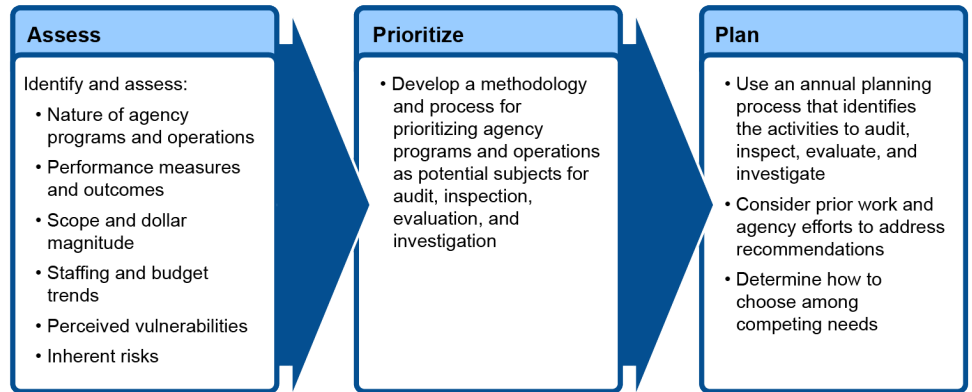 Assess
Identify and assess:
• Nature of agency
programs and operations
• Performance measures
and outcomes
• Scope and dollar
magnitude
• Staffing and budget
trends
• Perceived vulnerabilities
• Inherent risks
Prioritize
• Develop a methodology
and process for
prioritizing agency
programs and operations
as potential subjects for
audit, inspection,
evaluation, and
investigation
Plan
• Use an annual planning
process that identifies
the activities to audit,
inspect, evaluate, and
investigate
• Consider prior work and
agency efforts to address
recommendations
• Determine how to
choose among
competing needs